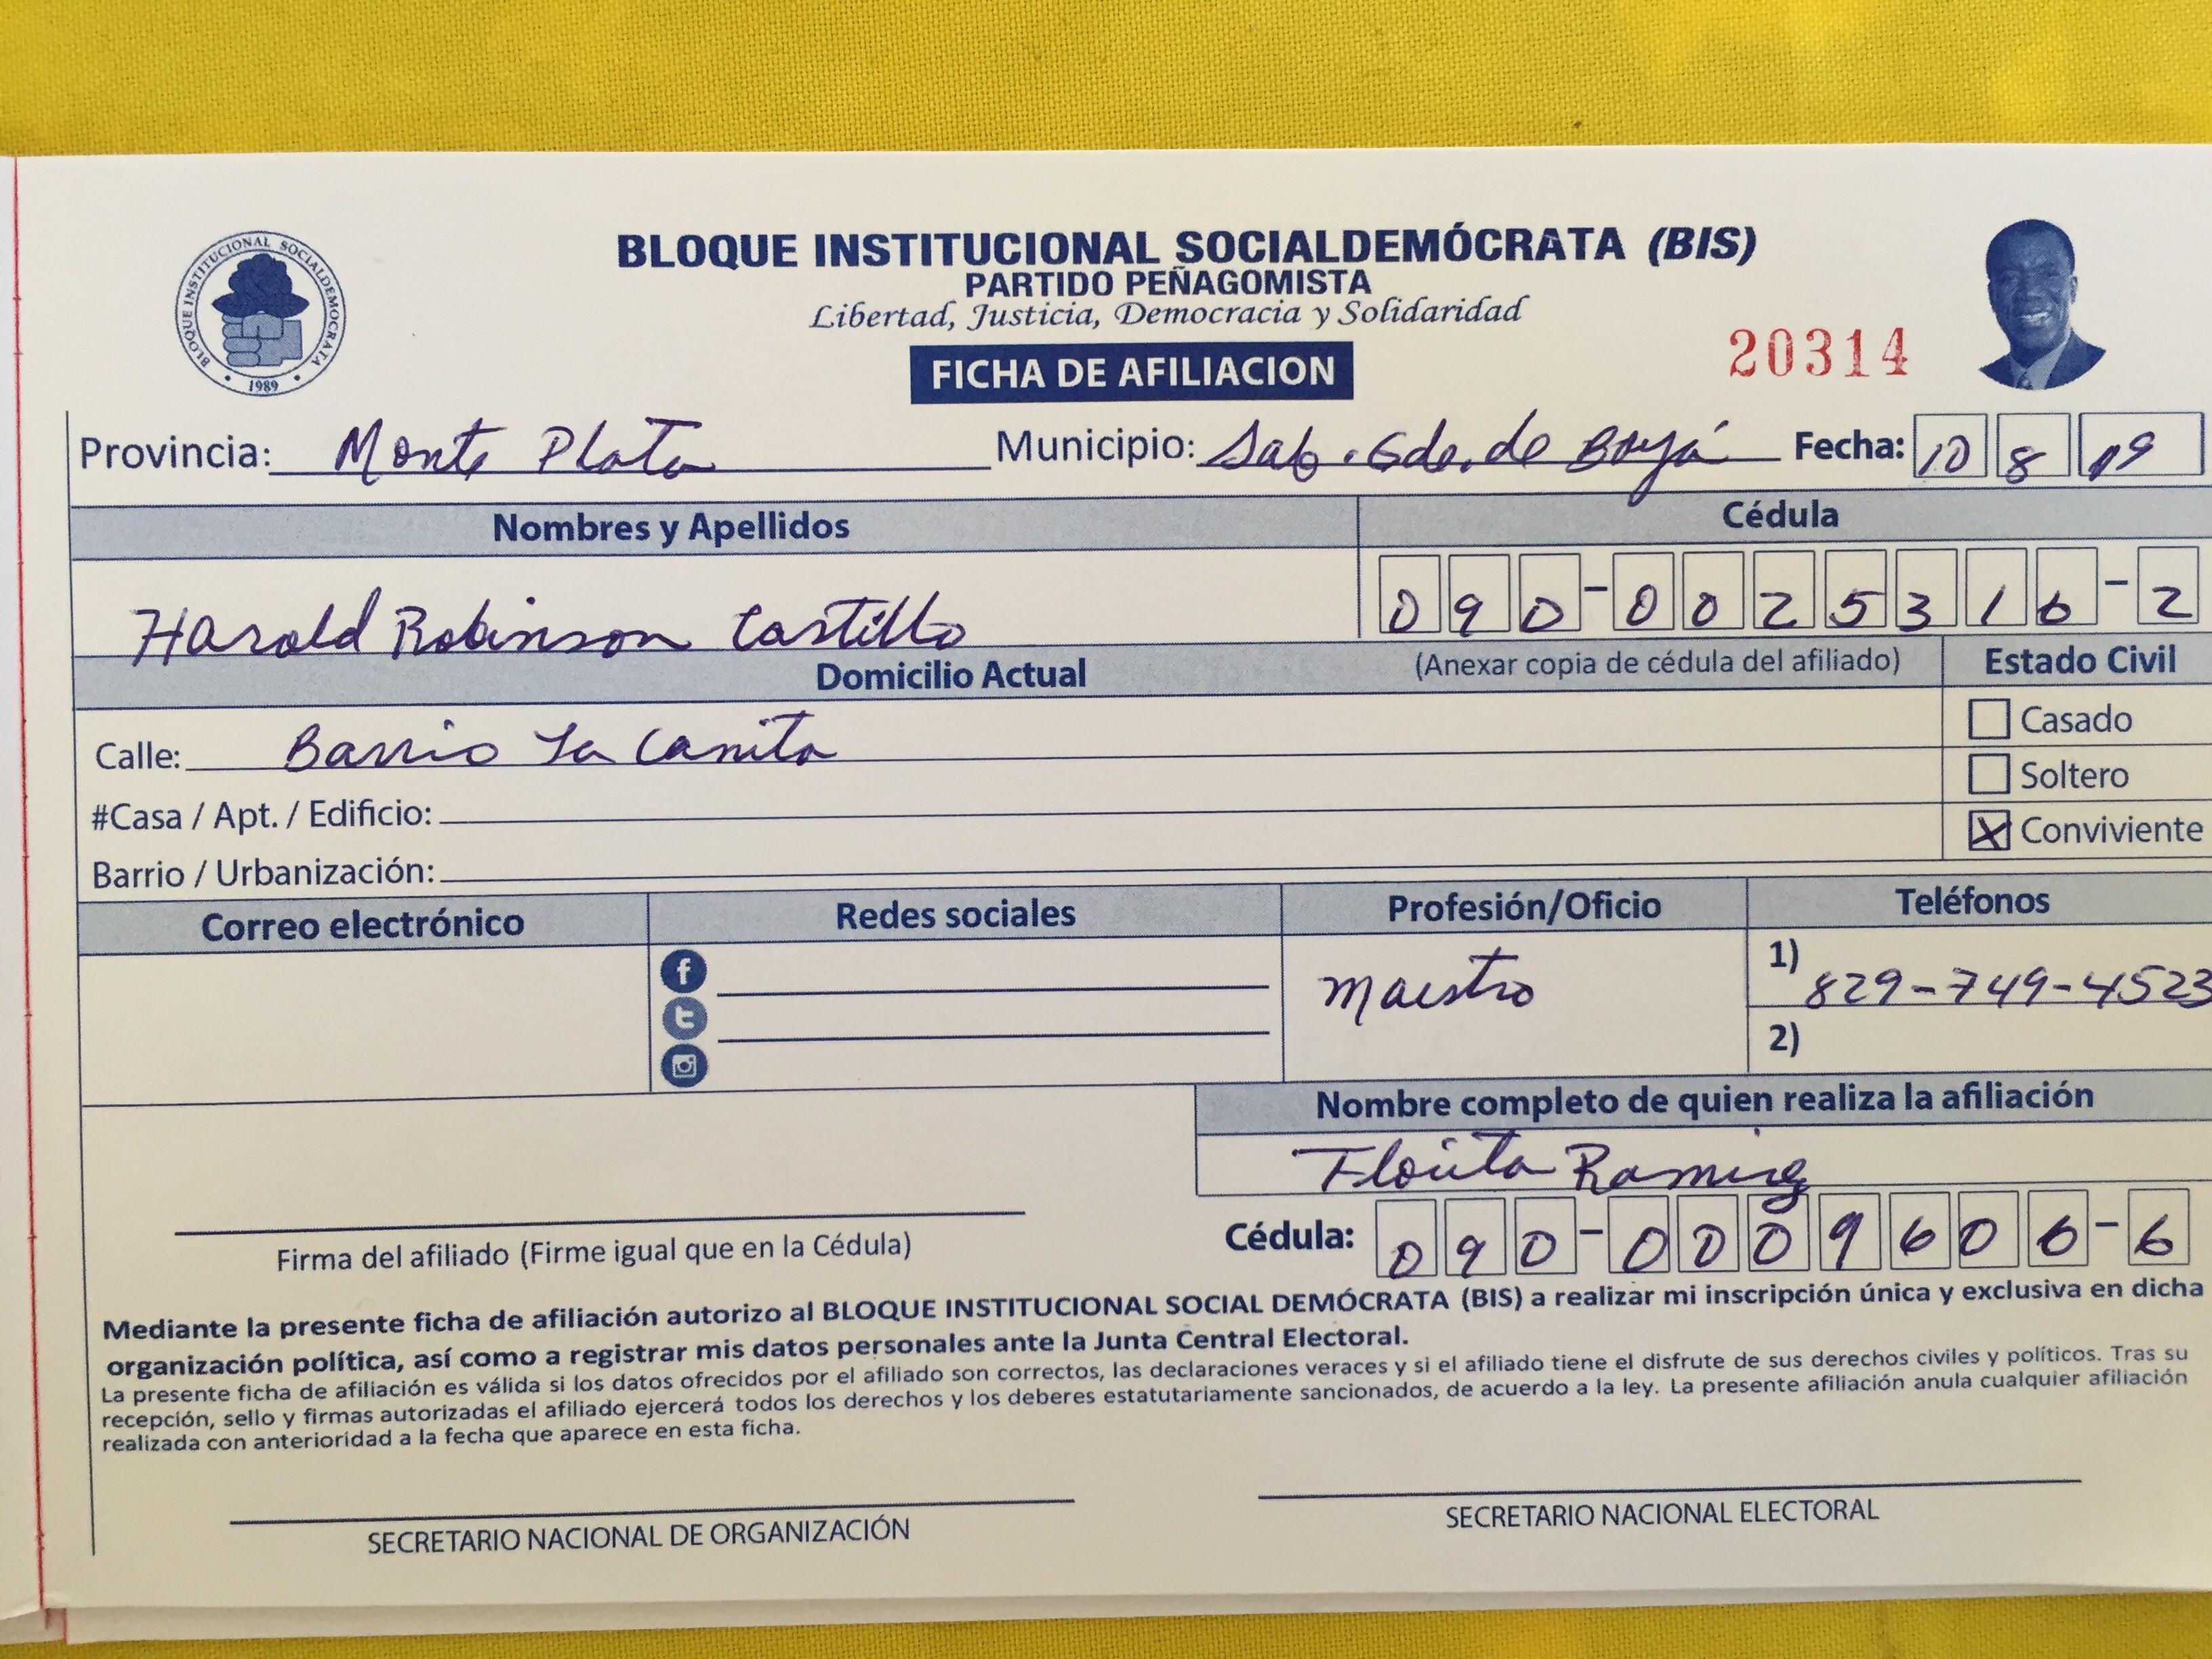 BLOQUE INSTITUCIONAL SOCIALDEMOCRATA
1989
BLOQUE INSTITUCIONAL SOCIALDEMÓCRATA (BIS)
PARTIDO PEÑAGOMISTA
Libertad, Justicia, Democracia y Solidaridad
20314
FICHA DE AFILIACION
Provincia: Monte Plata Municipio: Sab. Gde. de Boyá Fecha: 10 8 19
Nombres y Apellidos Cédula
Harold Robinson Castillo 090-0025316-2
Domicilio Actual (Anexar copia de cédula del afiliado) Estado Civil
Casado
Calle: Barrio La Canita
Soltero
#Casa / Apt. / Edificio:
X Conviviente
Barrio / Urbanización:
Correo electrónico Redes sociales Profesión/Oficio Teléfonos
Maestro 1) 829-749-4523
2)
Nombre completo de quien realiza la afiliación
Florita Ramirez
Cédula: 090-0009606-6
Firma del afiliado (Firme igual que en la Cédula)
Mediante la presente ficha de afiliación autorizo al BLOQUE INSTITUCIONAL SOCIAL DEMÓCRATA (BIS) a realizar mi inscripción única y exclusiva en dicha
organización política, así como a registrar mis datos personales ante la Junta Central Electoral.
La presente ficha de afiliación es válida si los datos ofrecidos por el afiliado son correctos, las declaraciones veraces y si el afiliado tiene el disfrute de sus derechos civiles y políticos. Tras su
recepción, sello y firmas autorizadas el afiliado ejercerá todos los derechos y los deberes estatutariamente sancionados, de acuerdo a la ley. La presente afiliación anula cualquier afiliación
realizada con anterioridad a la fecha que aparece en esta ficha.
SECRETARIO NACIONAL DE ORGANIZACIÓN SECRETARIO NACIONAL ELECTORAL